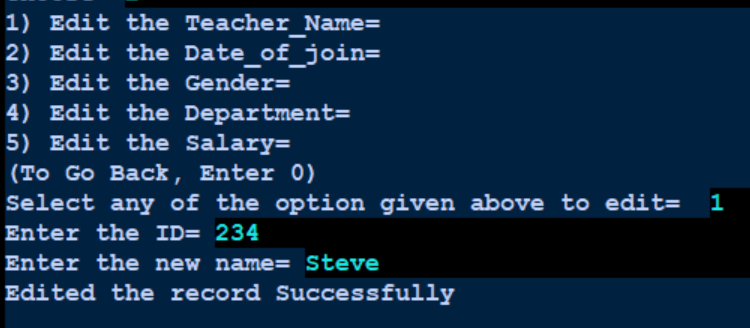 1) Edit the Teacher_Name=
2) Edit the Date_of_join=
3) Edit the Gender=
4) Edit the Department=
5) Edit the Salary=
(To Go Back, Enter 0)
Select any of the option given above to edit=  1
Enter the ID= 234
Enter the new name= Steve
Edited the record Successfully